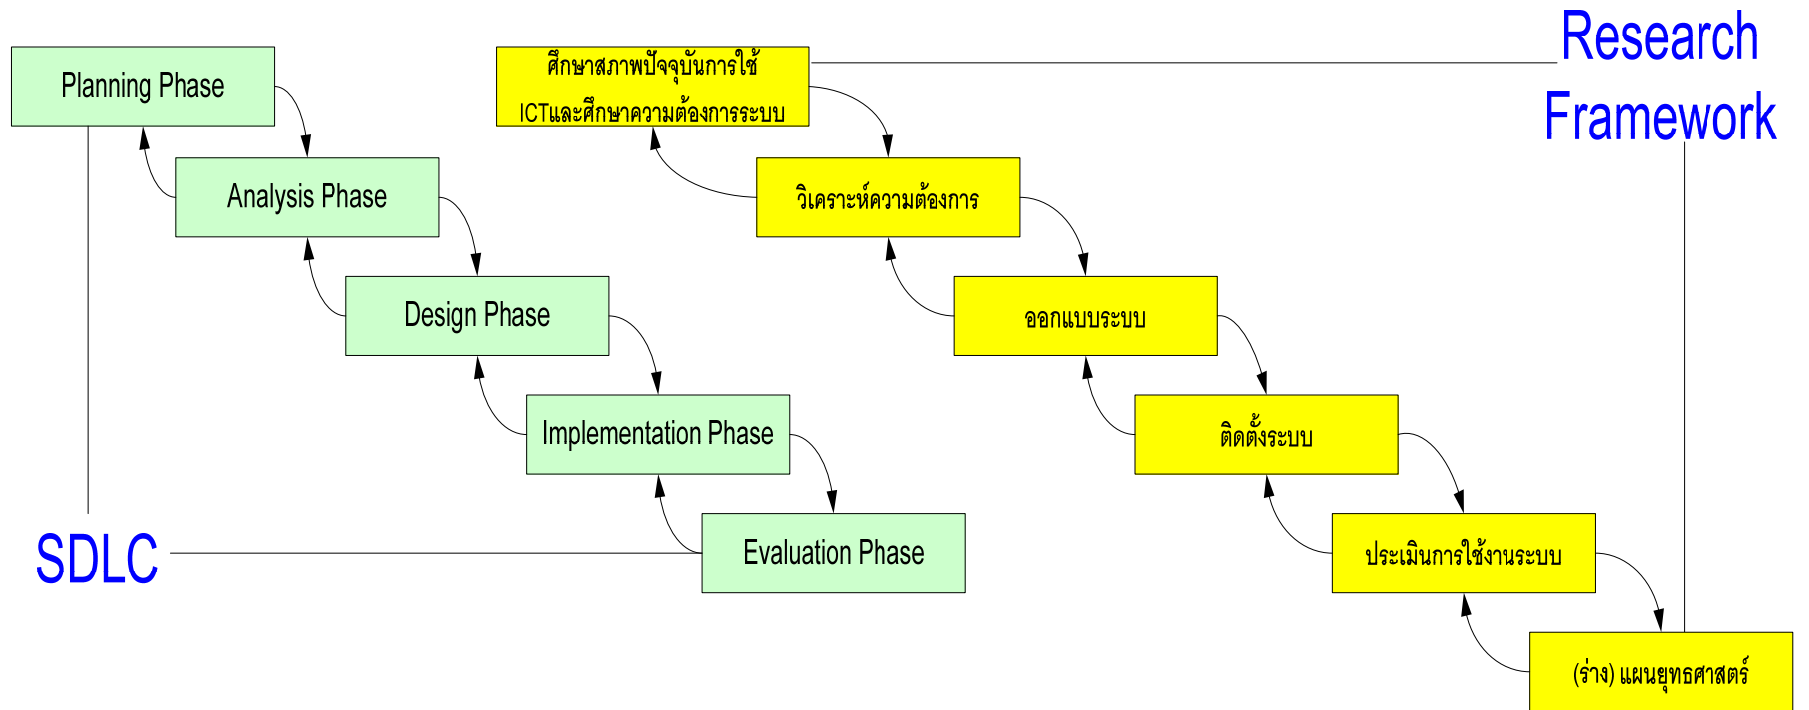 Planning Phase
Analysis Phase
Design Phase
Implementation Phase
Evaluation Phase
SDLC
Research
Framework
ศึกษาสภาพปัจจุบันการใช้
ICTและศึกษาความต้องการระบบ
วิเคราะห์ความต้องการ
ออกแบบระบบ
ติดตั้งระบบ
ประเมินการใช้งานระบบ
(ร่าง) แผนยุทธศาสตร์